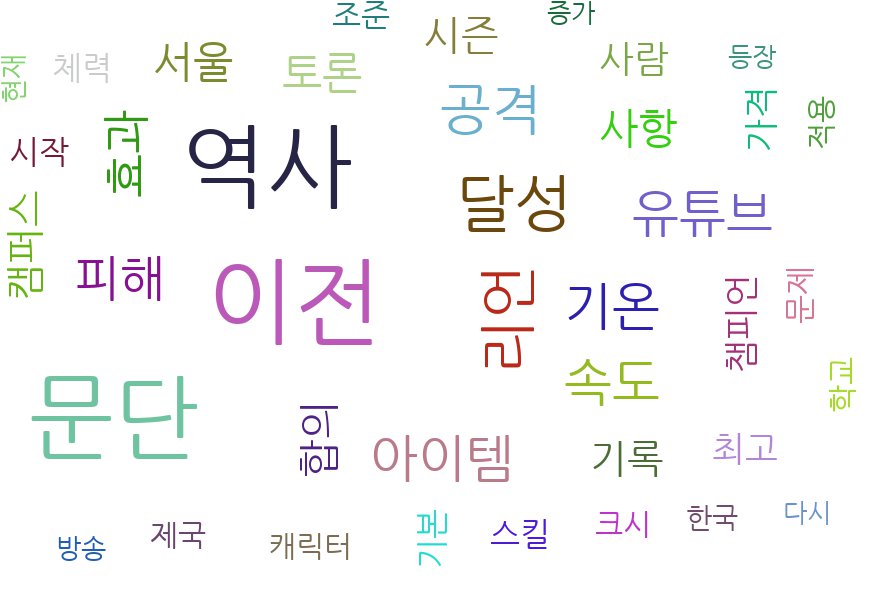 조준
증가
시즌
서울
체력
토론
사람
등장
현재
공격
가격
적용
사항
시작
효과
역사
달성
유튜브
캠퍼스
피해
이전
리언
기온
챔피언
문제
속도
학교
문단
합의
아이템
기록
최고
방송
제국
캐릭터
기본
스킬
크시
한국
다시